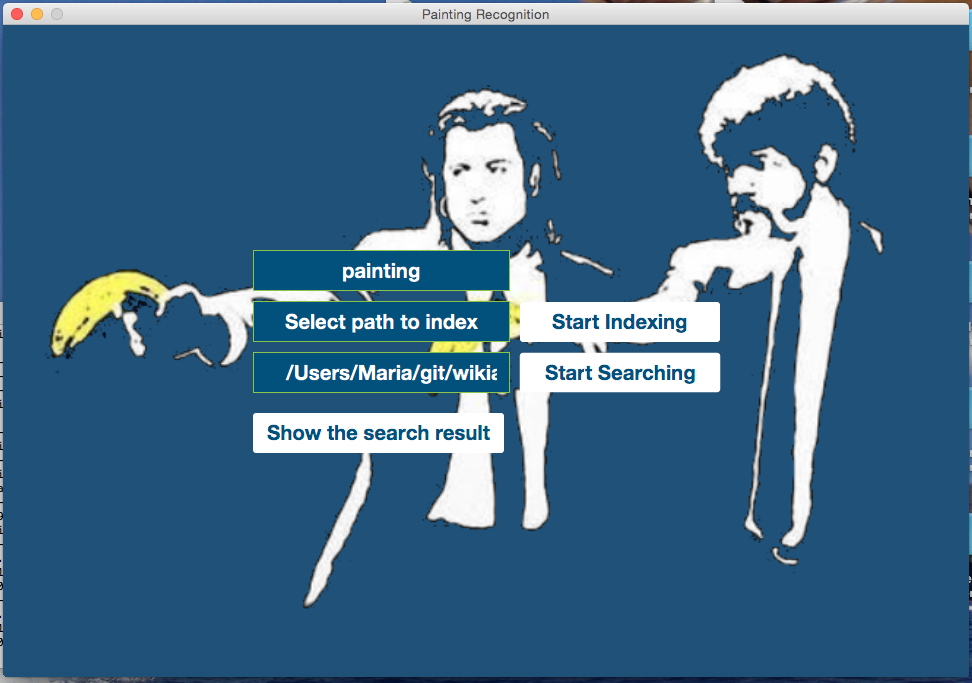 Painting Recognition
painting
Select path to index
Start Indexing
/Users/Maria/git/wikia
Start Searching
Show the search result